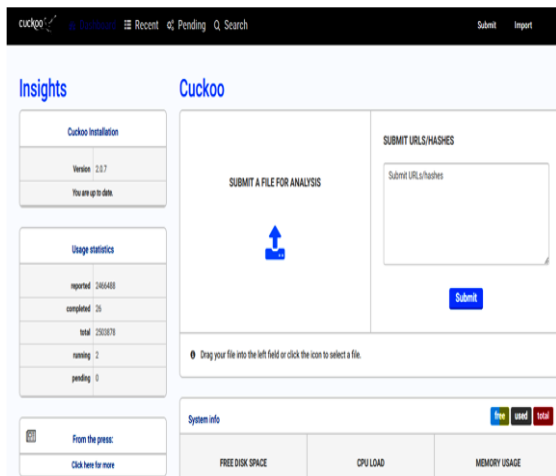 cuckoo Dashboard Recent Pending Search Submit Import
Insights
Cuckoo Installation
Version 2.0.7
You are up to date.
Usage statistics
reported 2466488
completed 26
total 2503878
running 2
pending 0
From the press:
Click here for more
Cuckoo
SUBMIT A FILE FOR ANALYSIS
SUBMIT URLS/HASHES
Submit URLs/hashes
Submit
Drag your file into the left field or click the icon to select a file.
System info free used total
FREE DISK SPACE CPU LOAD MEMORY USAGE